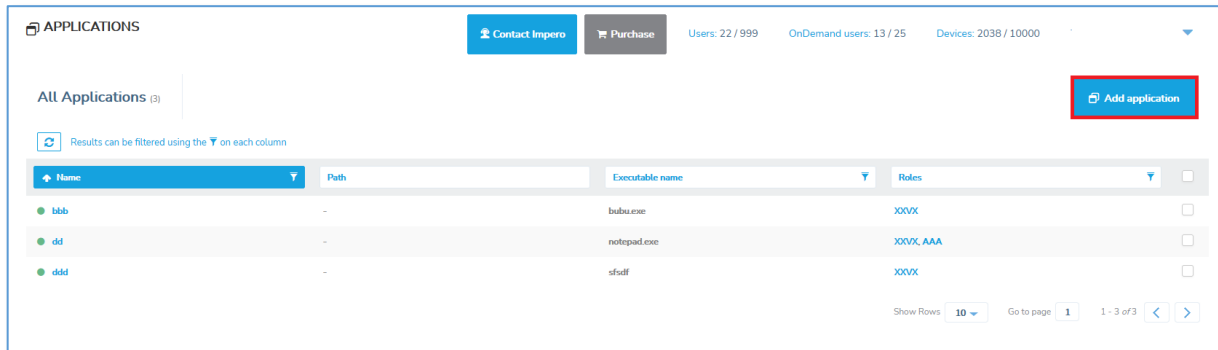 APPLICATIONS
Contact Impero Purchase Users: 22 / 999 OnDemand users: 13 / 25 Devices: 2038 / 10000
All Applications (3) Add application
Results can be filtered using the on each column
Name Path Executable name Roles
bbb - bubu.exe XXVX
dd - notepad.exe XXVX, AAA
ddd - sfsdf XXVX
Show Rows 10 Go to page 1 1 - 3 of 3